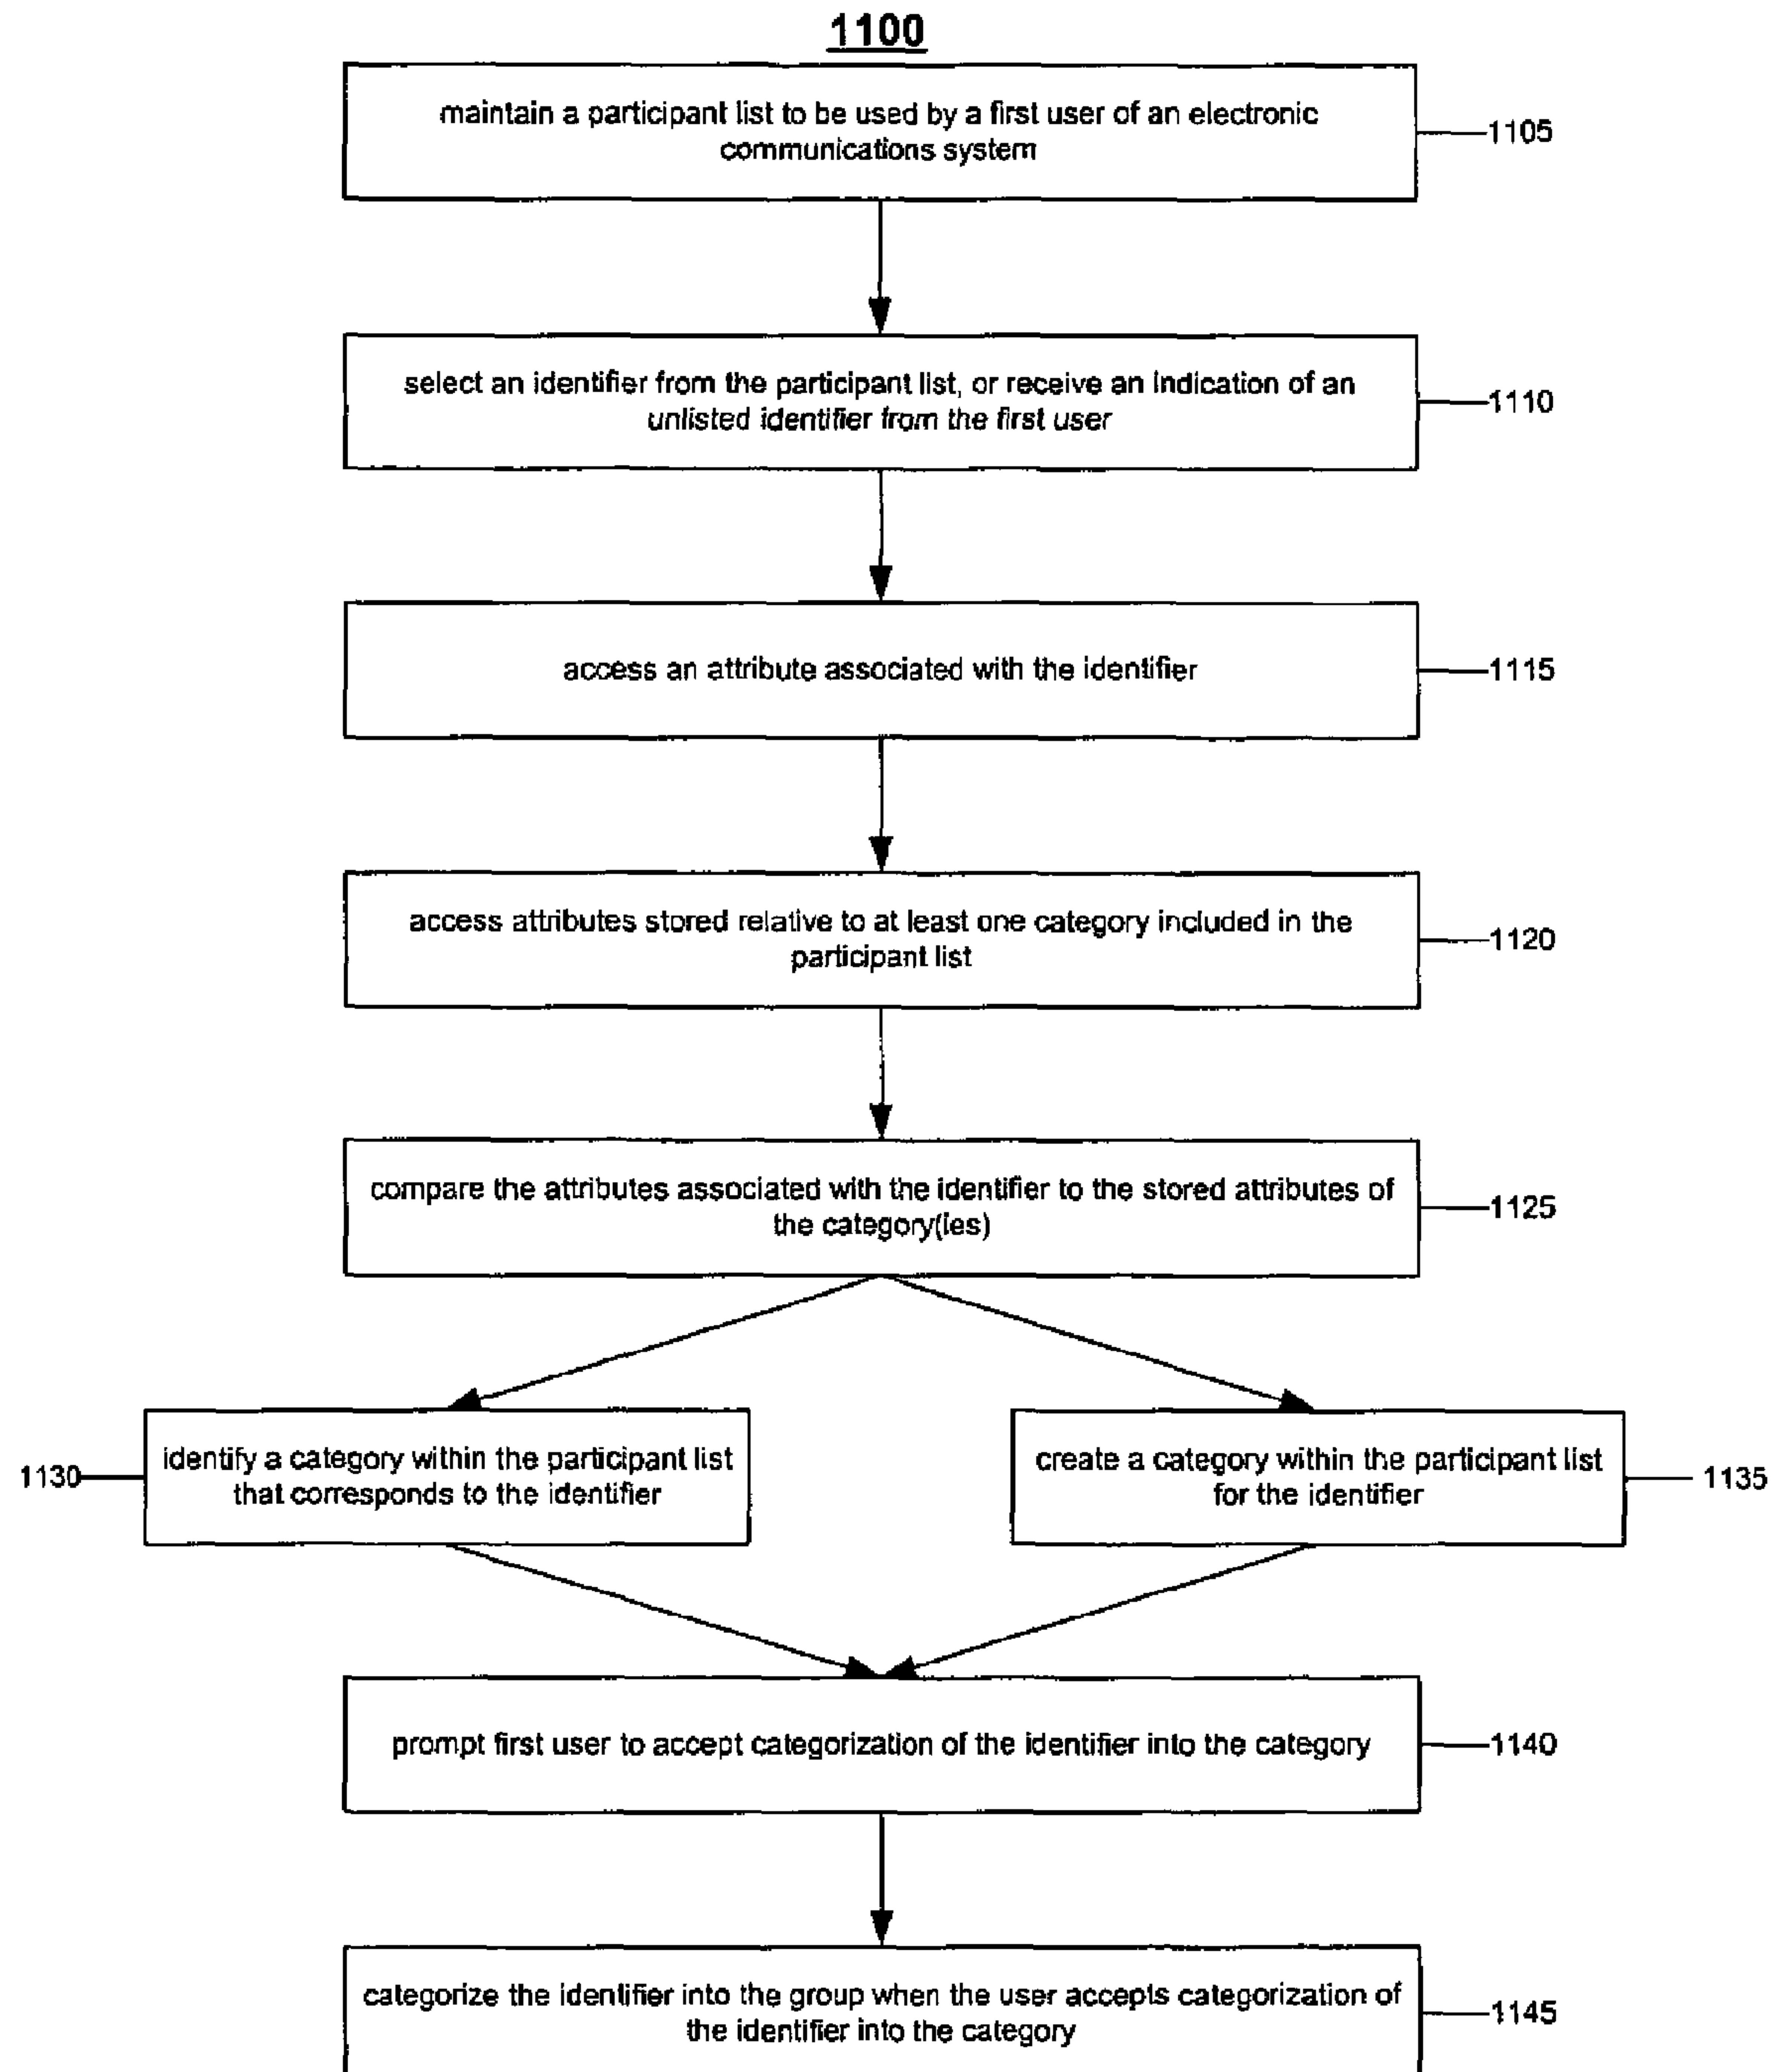 1100
maintain a participant list to be used by a first user of an electronic
communications system
1105
select an identifier from the participant list, or receive an indication of an
unlisted identifier from the first user
1110
access an attribute associated with the identifier
1115
access attributes stored relative to at least one category included in the
participant list
1120
compare the attributes associated with the identifier to the stored attributes of
the category(ies)
1125
1130
identify a category within the participant list
that corresponds to the identifier
create a category within the participant list
for the identifier
1135
prompt first user to accept categorization of the identifier into the category
1140
categorize the identifier into the group when the user accepts categorization of
the identifier into the category
1145